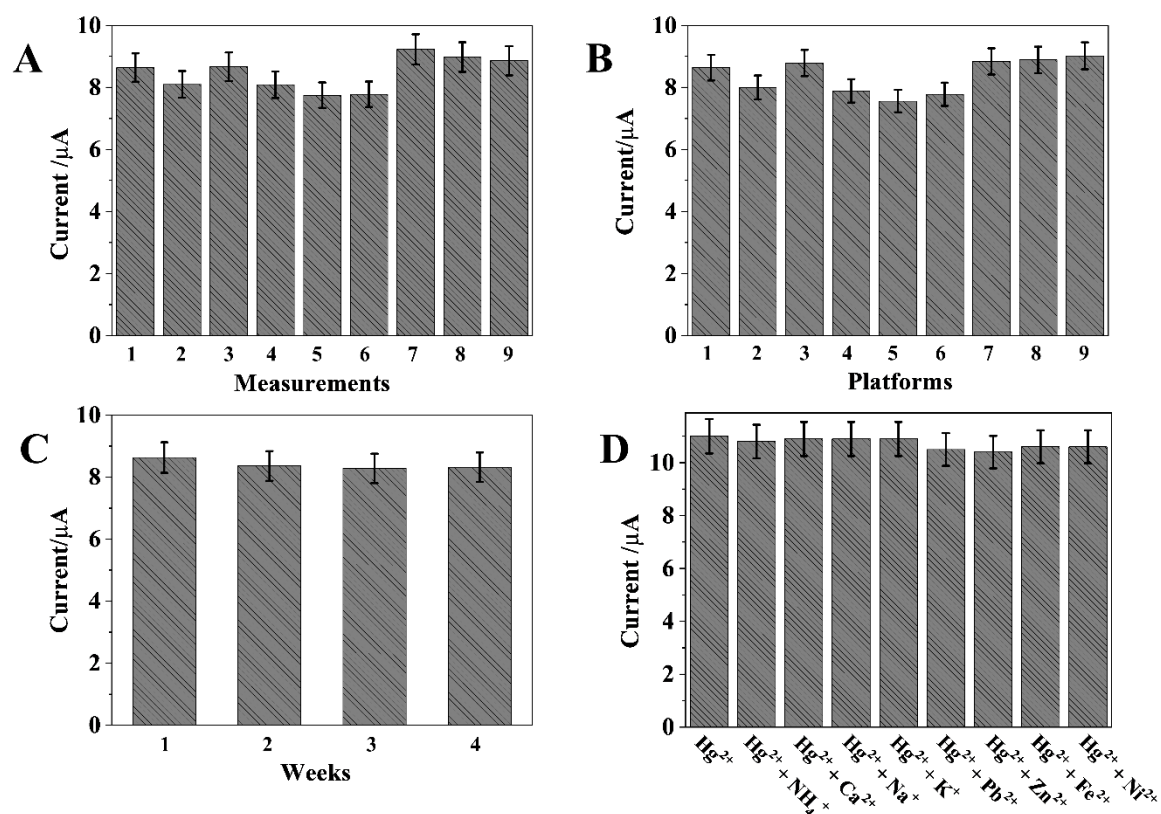 A
Current /μA
10
8
6
4
2
0
1 2 3 4 5 6 7 8 9
Measurements
B
Current/μA
10
8
6
4
2
0
1 2 3 4 5 6 7 8 9
Platforms
C
Current/μA
10
8
6
4
2
0
1 2 3 4
Weeks
D
Current /μA
10
8
6
4
2
0
Hg²⁺
Hg²⁺ + NH₄⁺
Hg²⁺ + Ca²⁺
Hg²⁺ + Na⁺
Hg²⁺ + K⁺
Hg²⁺ + Pb²⁺
Hg²⁺ + Zn²⁺
Hg²⁺ + Fe²⁺
Hg²⁺ + Ni²⁺